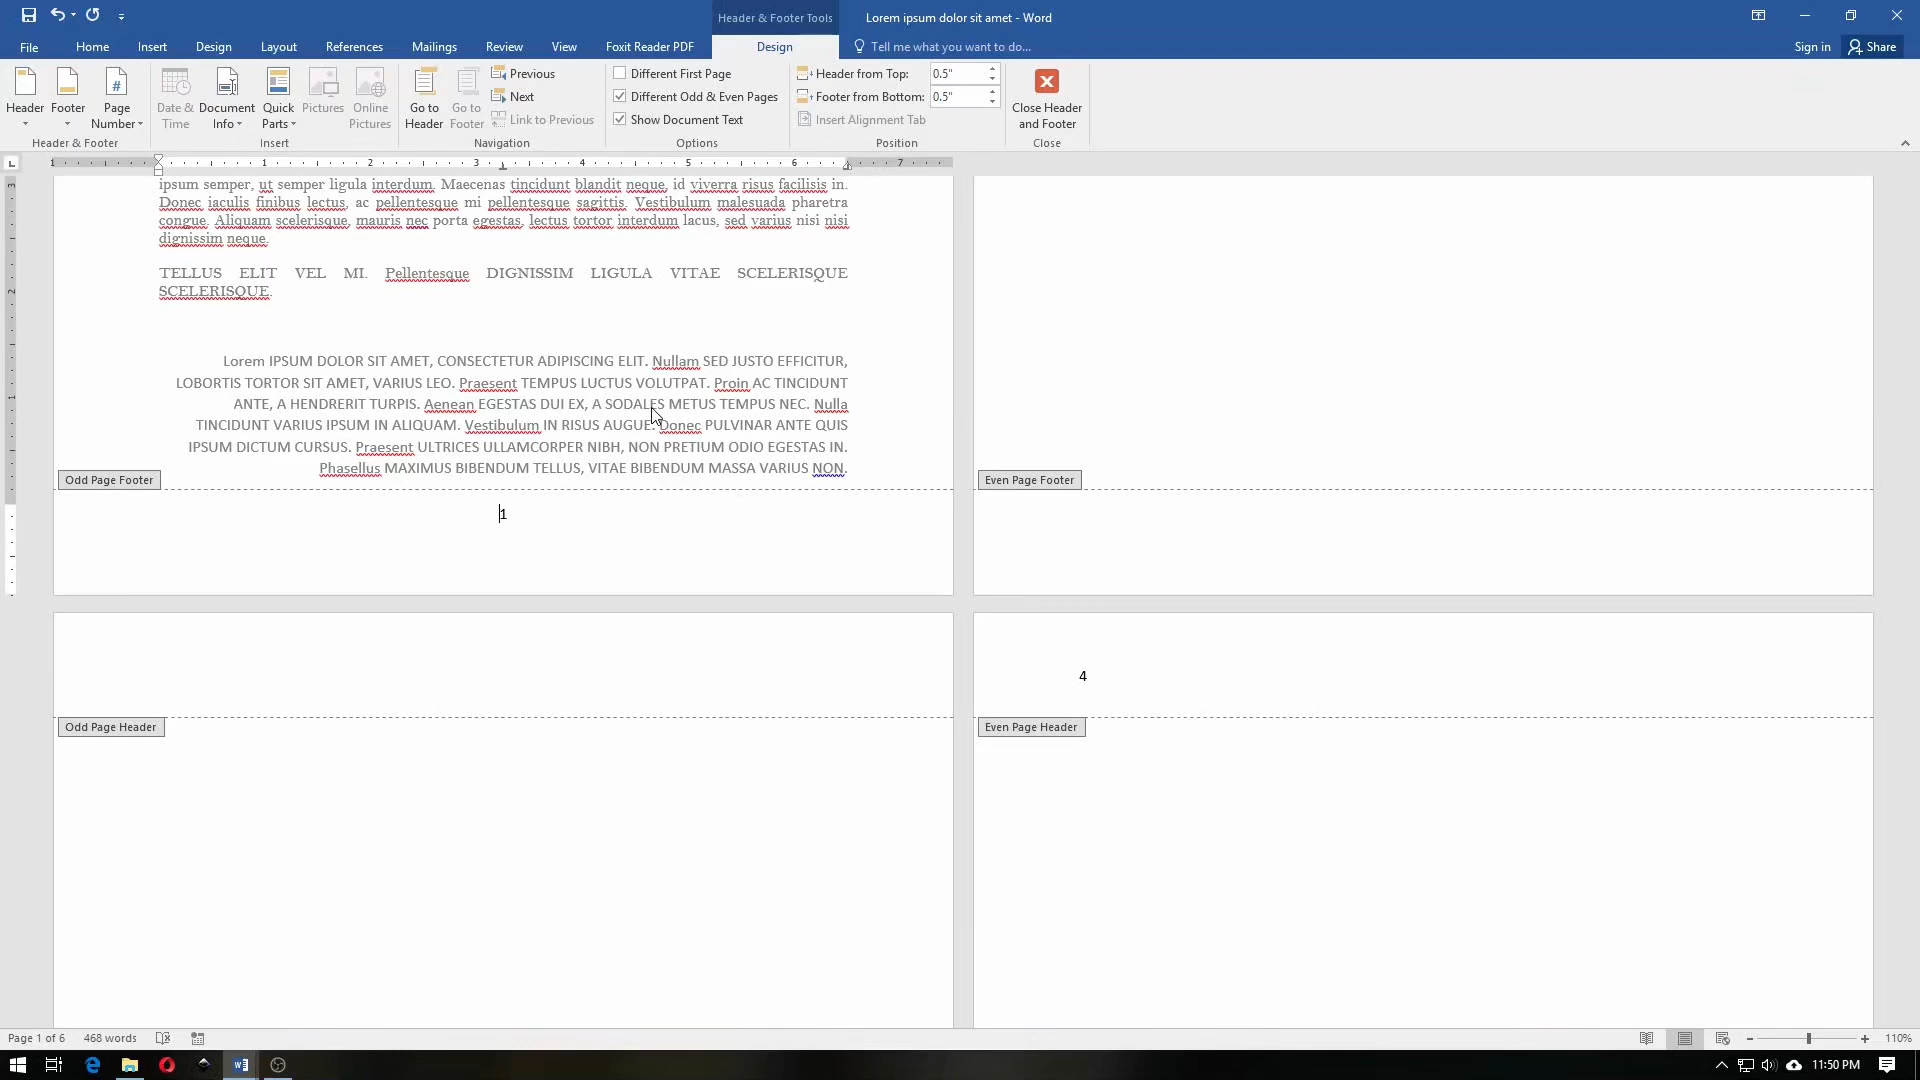 Header & Footer Tools
Lorem ipsum dolor sit amet - Word
File
Home
Insert
Design
Layout
References
Mailings
Review
View
Foxit Reader PDF
Design
Tell me what you want to do...
Sign in
Share
Header
Footer
Page Number
Header & Footer
Date & Time
Document Info
Quick Parts
Pictures
Online Pictures
Insert
Go to Header
Go to Footer
Previous
Next
Link to Previous
Navigation
Different First Page
Different Odd & Even Pages
Show Document Text
Options
Header from Top: 0.5"
Footer from Bottom: 0.5"
Insert Alignment Tab
Position
Close Header and Footer
Close
1 1 2 3 4 5 6 7
3
2
1
ipsum semper, ut semper ligula interdum. Maecenas tincidunt blandit neque, id viverra risus facilisis in.
Donec iaculis finibus lectus, ac pellentesque mi pellentesque sagittis. Vestibulum malesuada pharetra
congue. Aliquam scelerisque, mauris nec porta egestas, lectus tortor interdum lacus, sed varius nisi nisi
dignissim neque.
TELLUS ELIT VEL MI. Pellentesque DIGNISSIM LIGULA VITAE SCELERISQUE
SCELERISQUE.
Lorem IPSUM DOLOR SIT AMET, CONSECTETUR ADIPISCING ELIT. Nullam SED JUSTO EFFICITUR,
LOBORTIS TORTOR SIT AMET, VARIUS LEO. Praesent TEMPUS LUCTUS VOLUTPAT. Proin AC TINCIDUNT
ANTE, A HENDRERIT TURPIS. Aenean EGESTAS DUI EX, A SODALES METUS TEMPUS NEC. Nulla
TINCIDUNT VARIUS IPSUM IN ALIQUAM. Vestibulum IN RISUS AUGUE. Donec PULVINAR ANTE QUIS
IPSUM DICTUM CURSUS. Praesent ULTRICES ULLAMCORPER NIBH, NON PRETIUM ODIO EGESTAS IN.
Phasellus MAXIMUS BIBENDUM TELLUS, VITAE BIBENDUM MASSA VARIUS NON.
Odd Page Footer
1
Even Page Footer
Odd Page Header
4
Even Page Header
Page 1 of 6
468 words
110%
11:50 PM